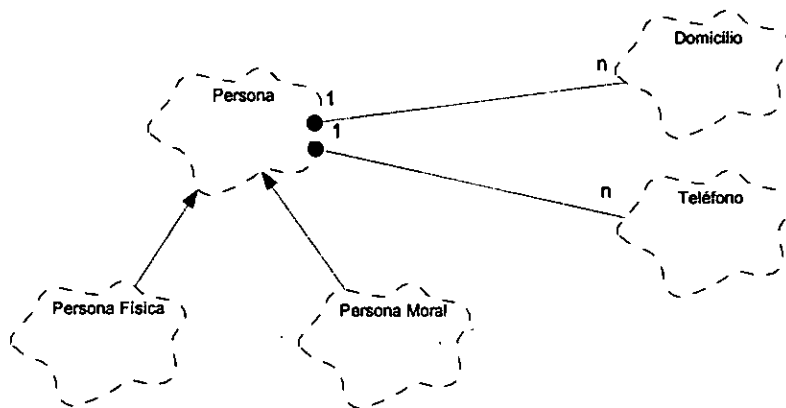 Domicilio
n
Persona
1
1
n
Teléfono
Persona Física
Persona Moral